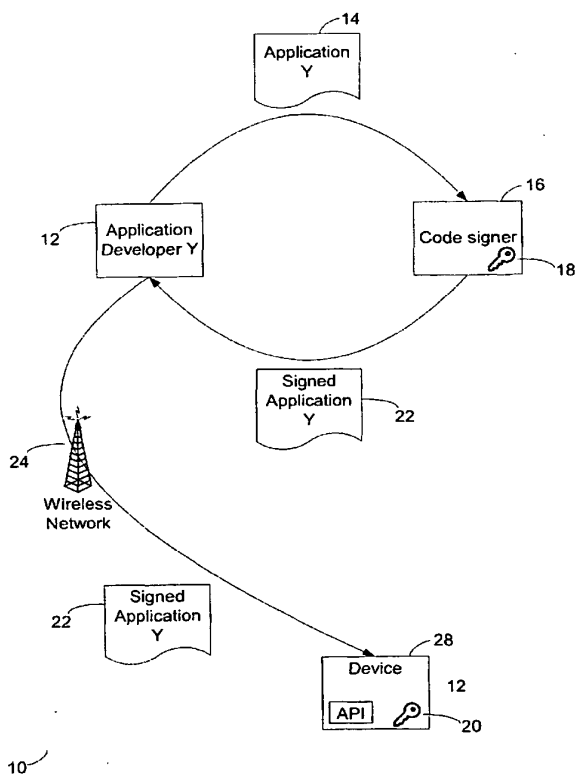 14
Application
Y
16
12
Application
Developer Y
Code signer
18
Signed
Application
Y
22
24
Wireless
Network
Signed
Application
Y
22
28
Device
12
API
20
10